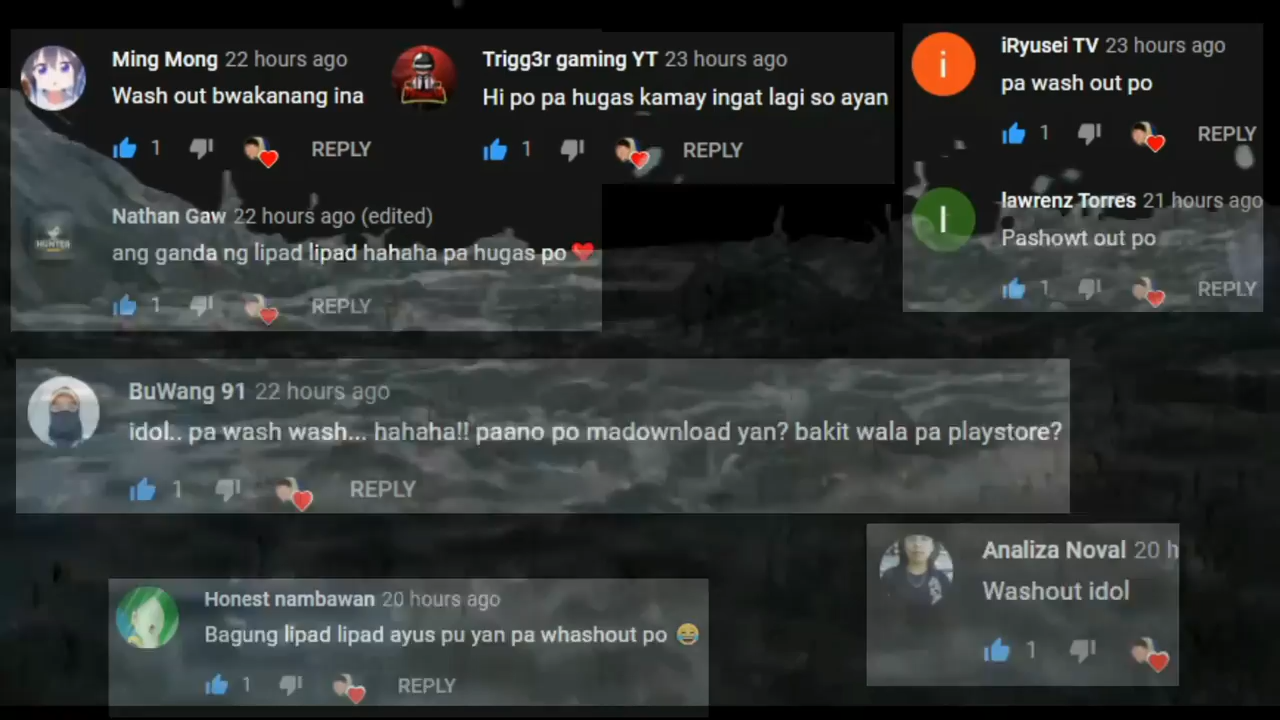 Ming Mong 22 hours ago
Wash out bwakanang ina
1 REPLY
Trigg3r gaming YT 23 hours ago
Hi po pa hugas kamay ingat lagi so ayan
1 REPLY
i
iRyusei TV 23 hours ago
pa wash out po
1 REPLY
HUNTER
Nathan Gaw 22 hours ago (edited)
ang ganda ng lipad lipad hahaha pa hugas po ❤️
1 REPLY
l
lawrenz Torres 21 hours ago
Pashowt out po
1 REPLY
BuWang 91 22 hours ago
idol.. pa wash wash... hahaha!! paano po madownload yan? bakit wala pa playstore?
1 REPLY
Analiza Noval 20 h
Washout idol
1
Honest nambawan 20 hours ago
Bagung lipad lipad ayus pu yan pa whashout po 😂
1 REPLY